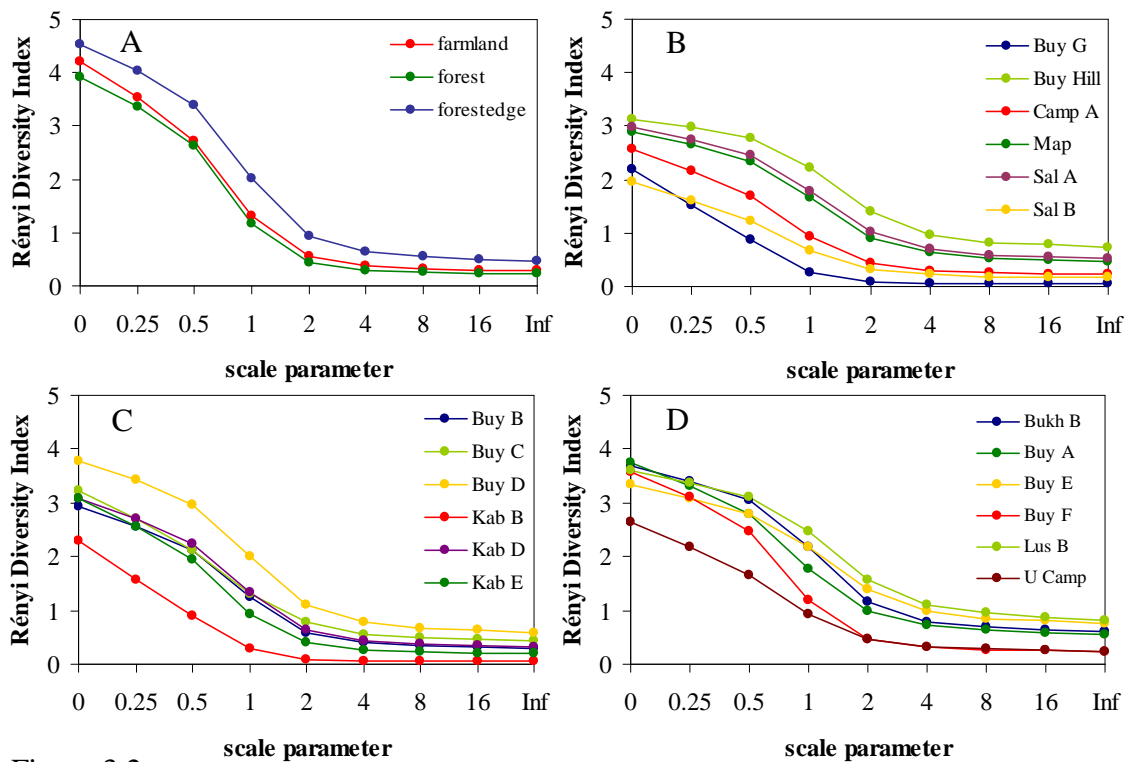 A
Rényi Diversity Index
5
4
3
2
1
0
farmland
forest
forestedge
0 0.25 0.5 1 2 4 8 16 Inf
scale parameter
B
Rényi Diversity Index
5
4
3
2
1
0
Buy G
Buy Hill
Camp A
Map
Sal A
Sal B
0 0.25 0.5 1 2 4 8 16 Inf
scale parameter
C
Rényi Diversity Index
5
4
3
2
1
0
Buy B
Buy C
Buy D
Kab B
Kab D
Kab E
0 0.25 0.5 1 2 4 8 16 Inf
scale parameter
D
Rényi Diversity Index
5
4
3
2
1
0
Bukh B
Buy A
Buy E
Buy F
Lus B
U Camp
0 0.25 0.5 1 2 4 8 16 Inf
scale parameter